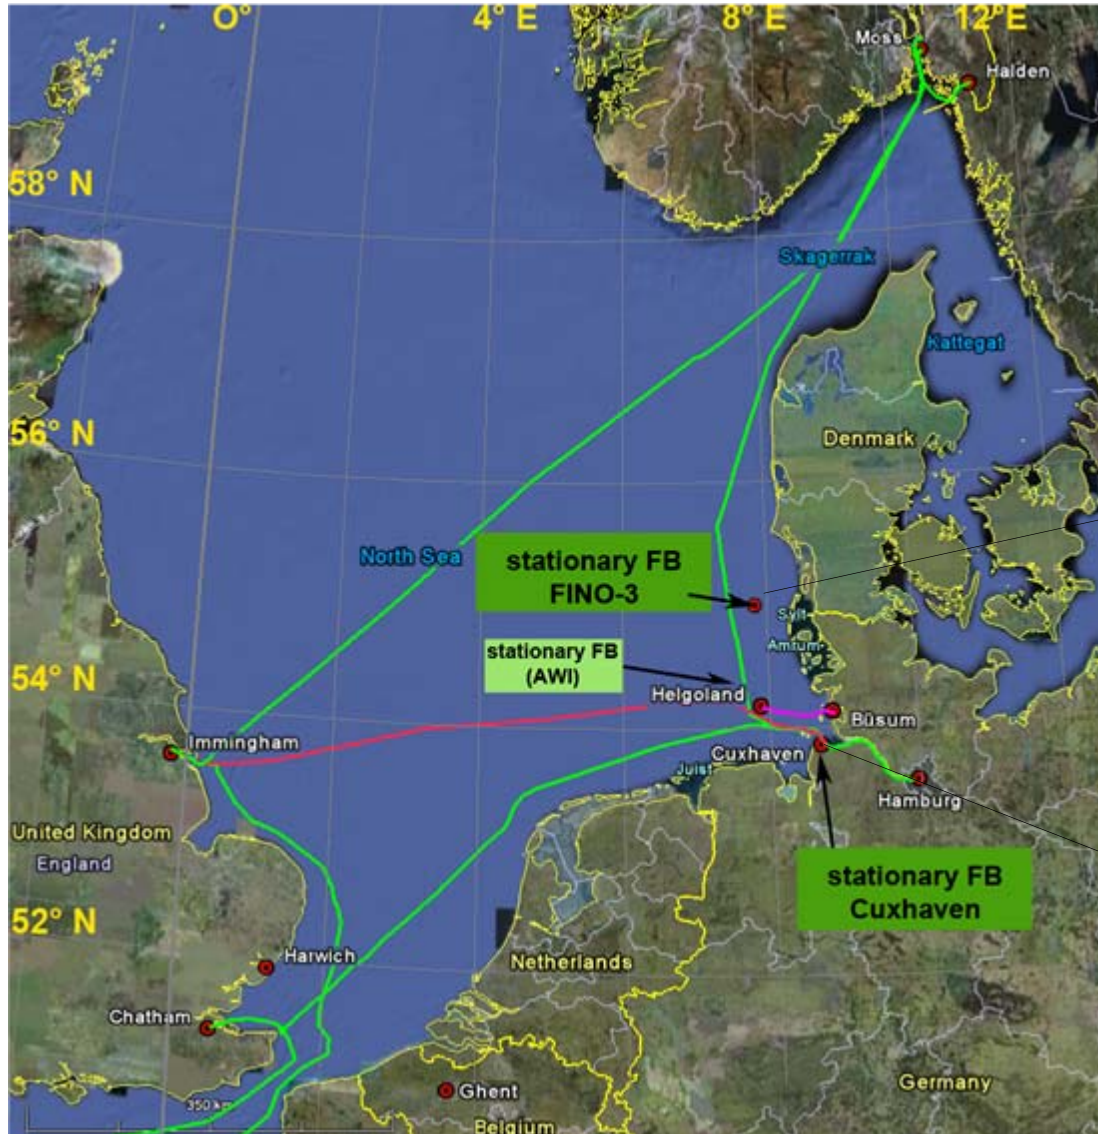 O°
4° E
8° E
12°E
Moss
Halden
58° N
Skagerrak
Kattegat
56° N
Denmark
North Sea
stationary FB
FINO-3
Sylt
Amrum
54° N
stationary FB
(AWI)
Helgoland
Büsum
Immingham
Cuxhaven
Juist
Hamburg
United Kingdom
England
stationary FB
Cuxhaven
52° N
Harwich
Netherlands
Chatham
Ghent
Germany
350 km
Belgium